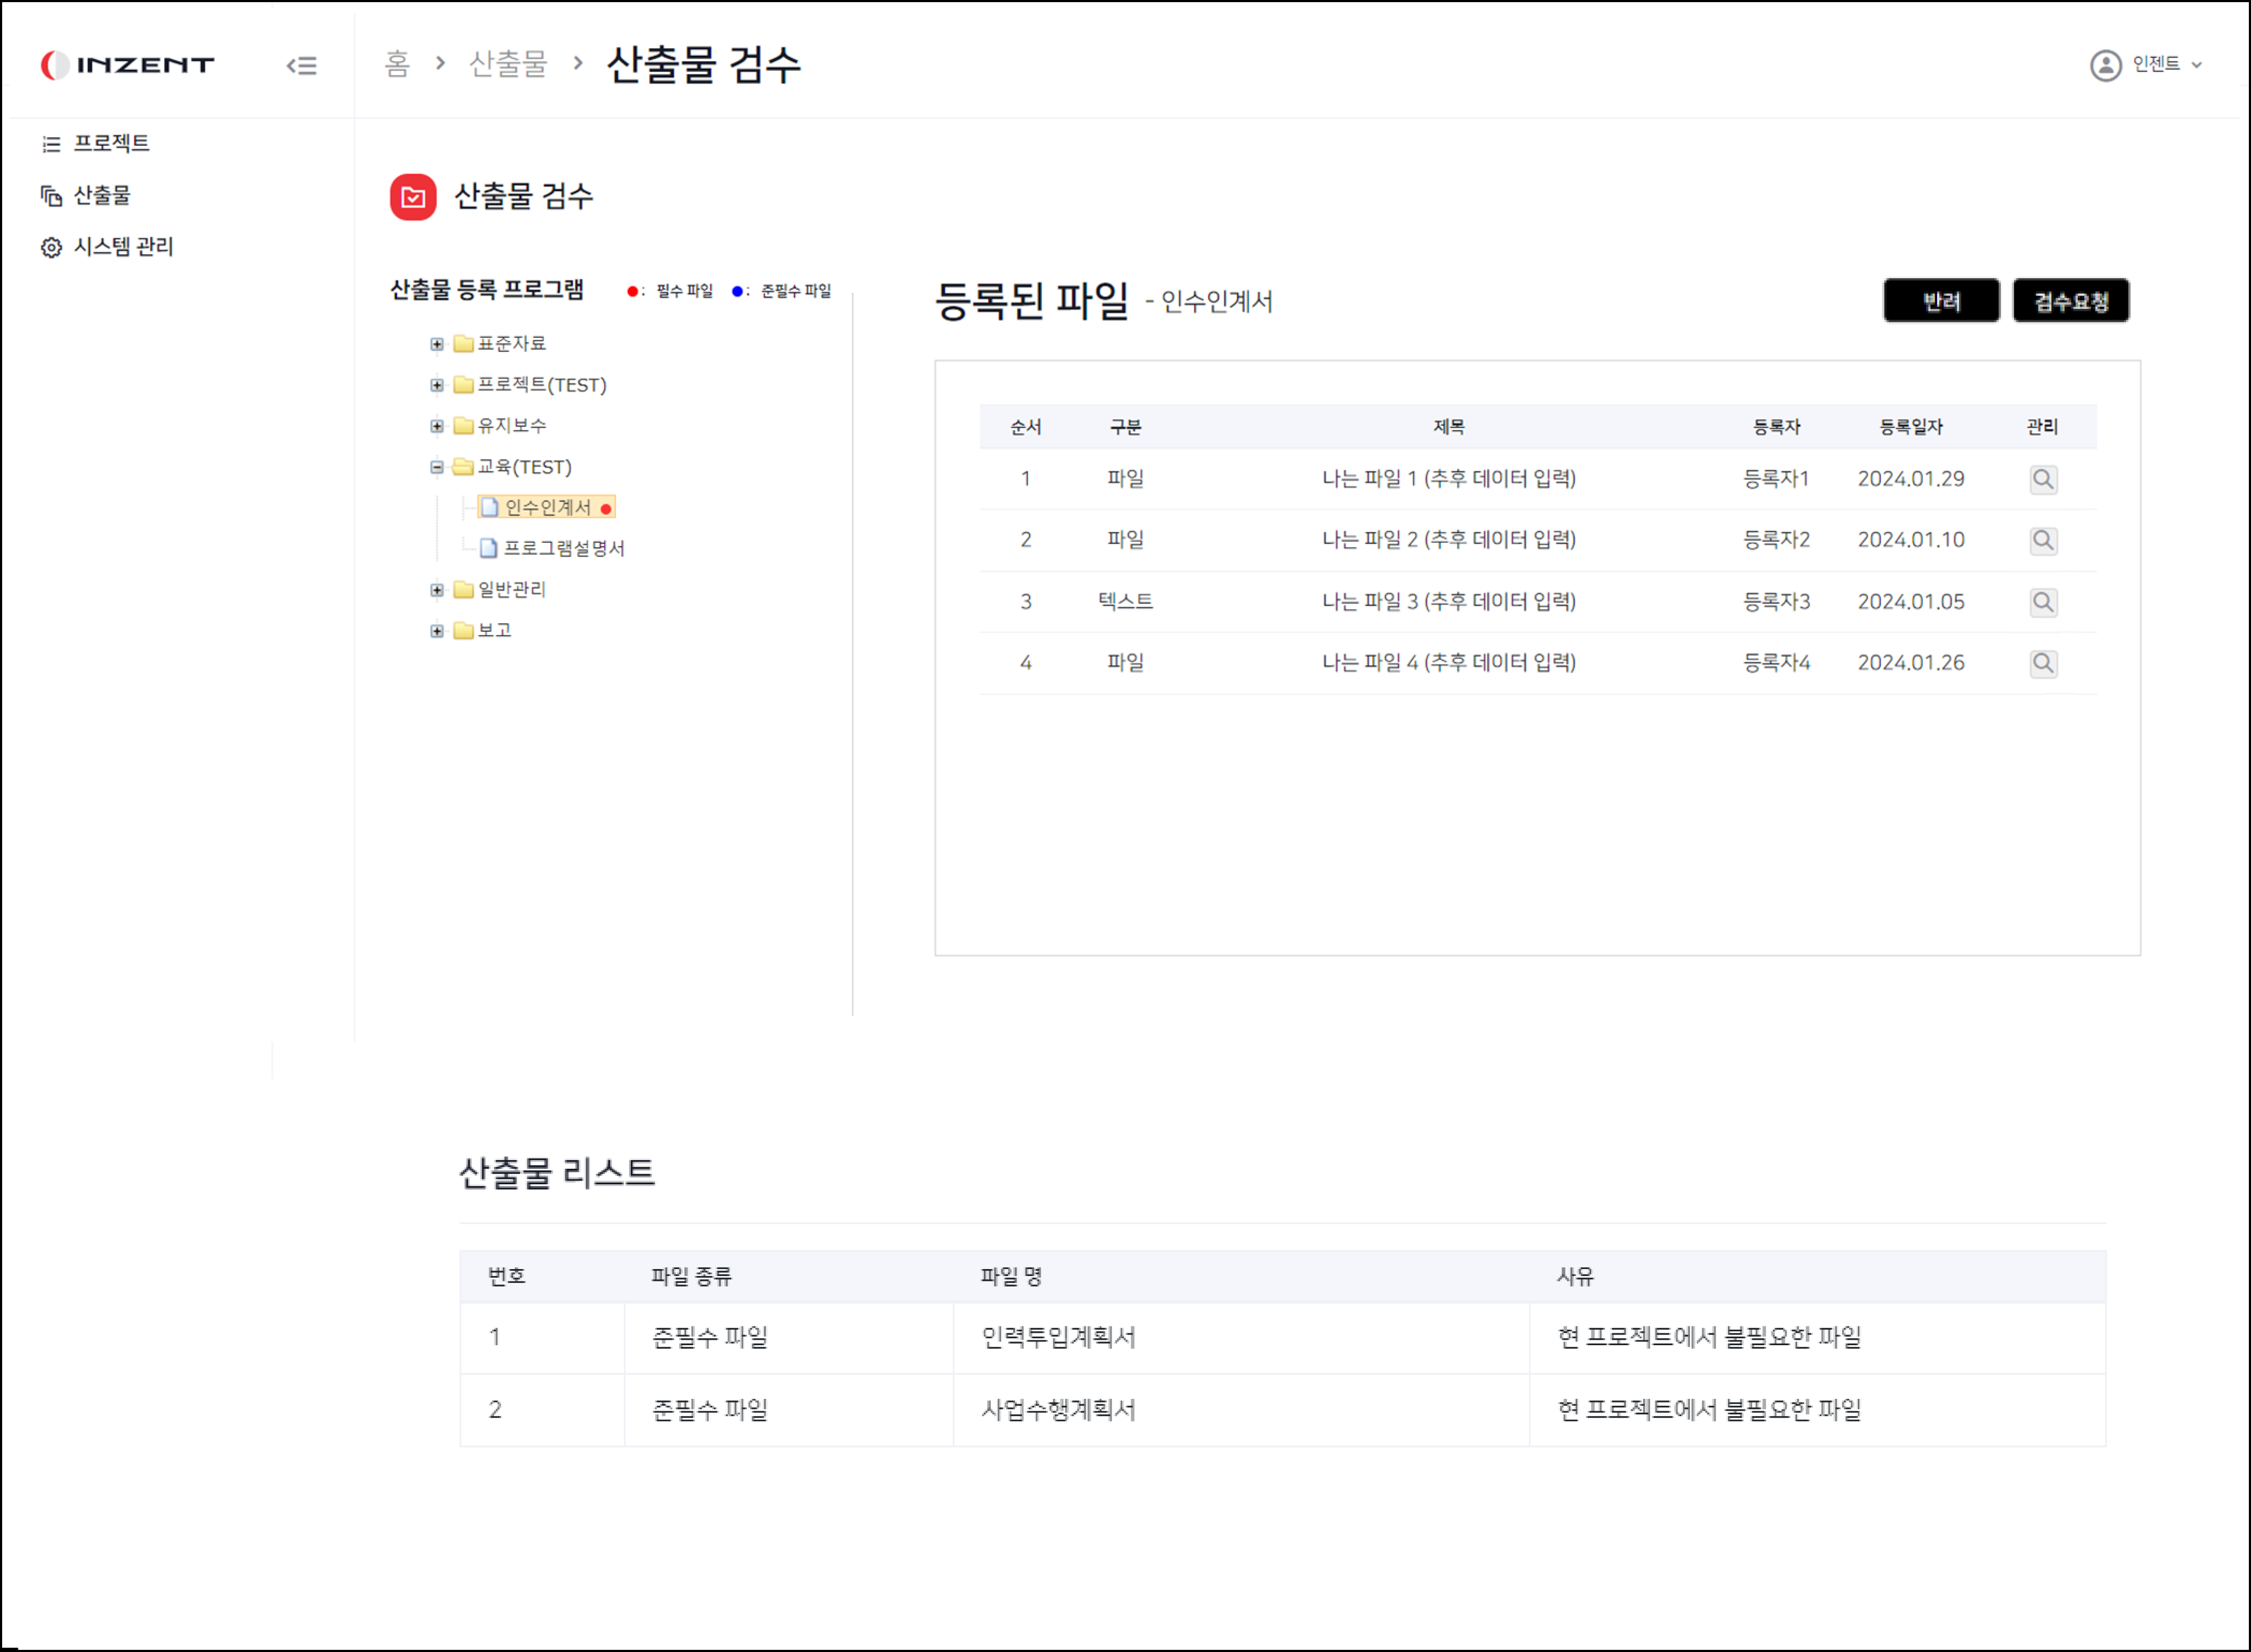 INZENT
홈 > 산출물 > 산출물 검수
인젠트
프로젝트
산출물
시스템 관리
산출물 검수
산출물 등록 프로그램 : 필수 파일 : 준필수 파일
표준자료
프로젝트(TEST)
유지보수
교육(TEST)
인수인계서
프로그램설명서
일반관리
보고
등록된 파일 - 인수인계서
반려 검수요청
순서 구분 제목 등록자 등록일자 관리
1 파일 나는 파일 1 (추후 데이터 입력) 등록자1 2024.01.29
2 파일 나는 파일 2 (추후 데이터 입력) 등록자2 2024.01.10
3 텍스트 나는 파일 3 (추후 데이터 입력) 등록자3 2024.01.05
4 파일 나는 파일 4 (추후 데이터 입력) 등록자4 2024.01.26
산출물 리스트
번호 파일 종류 파일 명 사유
1 준필수 파일 인력투입계획서 현 프로젝트에서 불필요한 파일
2 준필수 파일 사업수행계획서 현 프로젝트에서 불필요한 파일